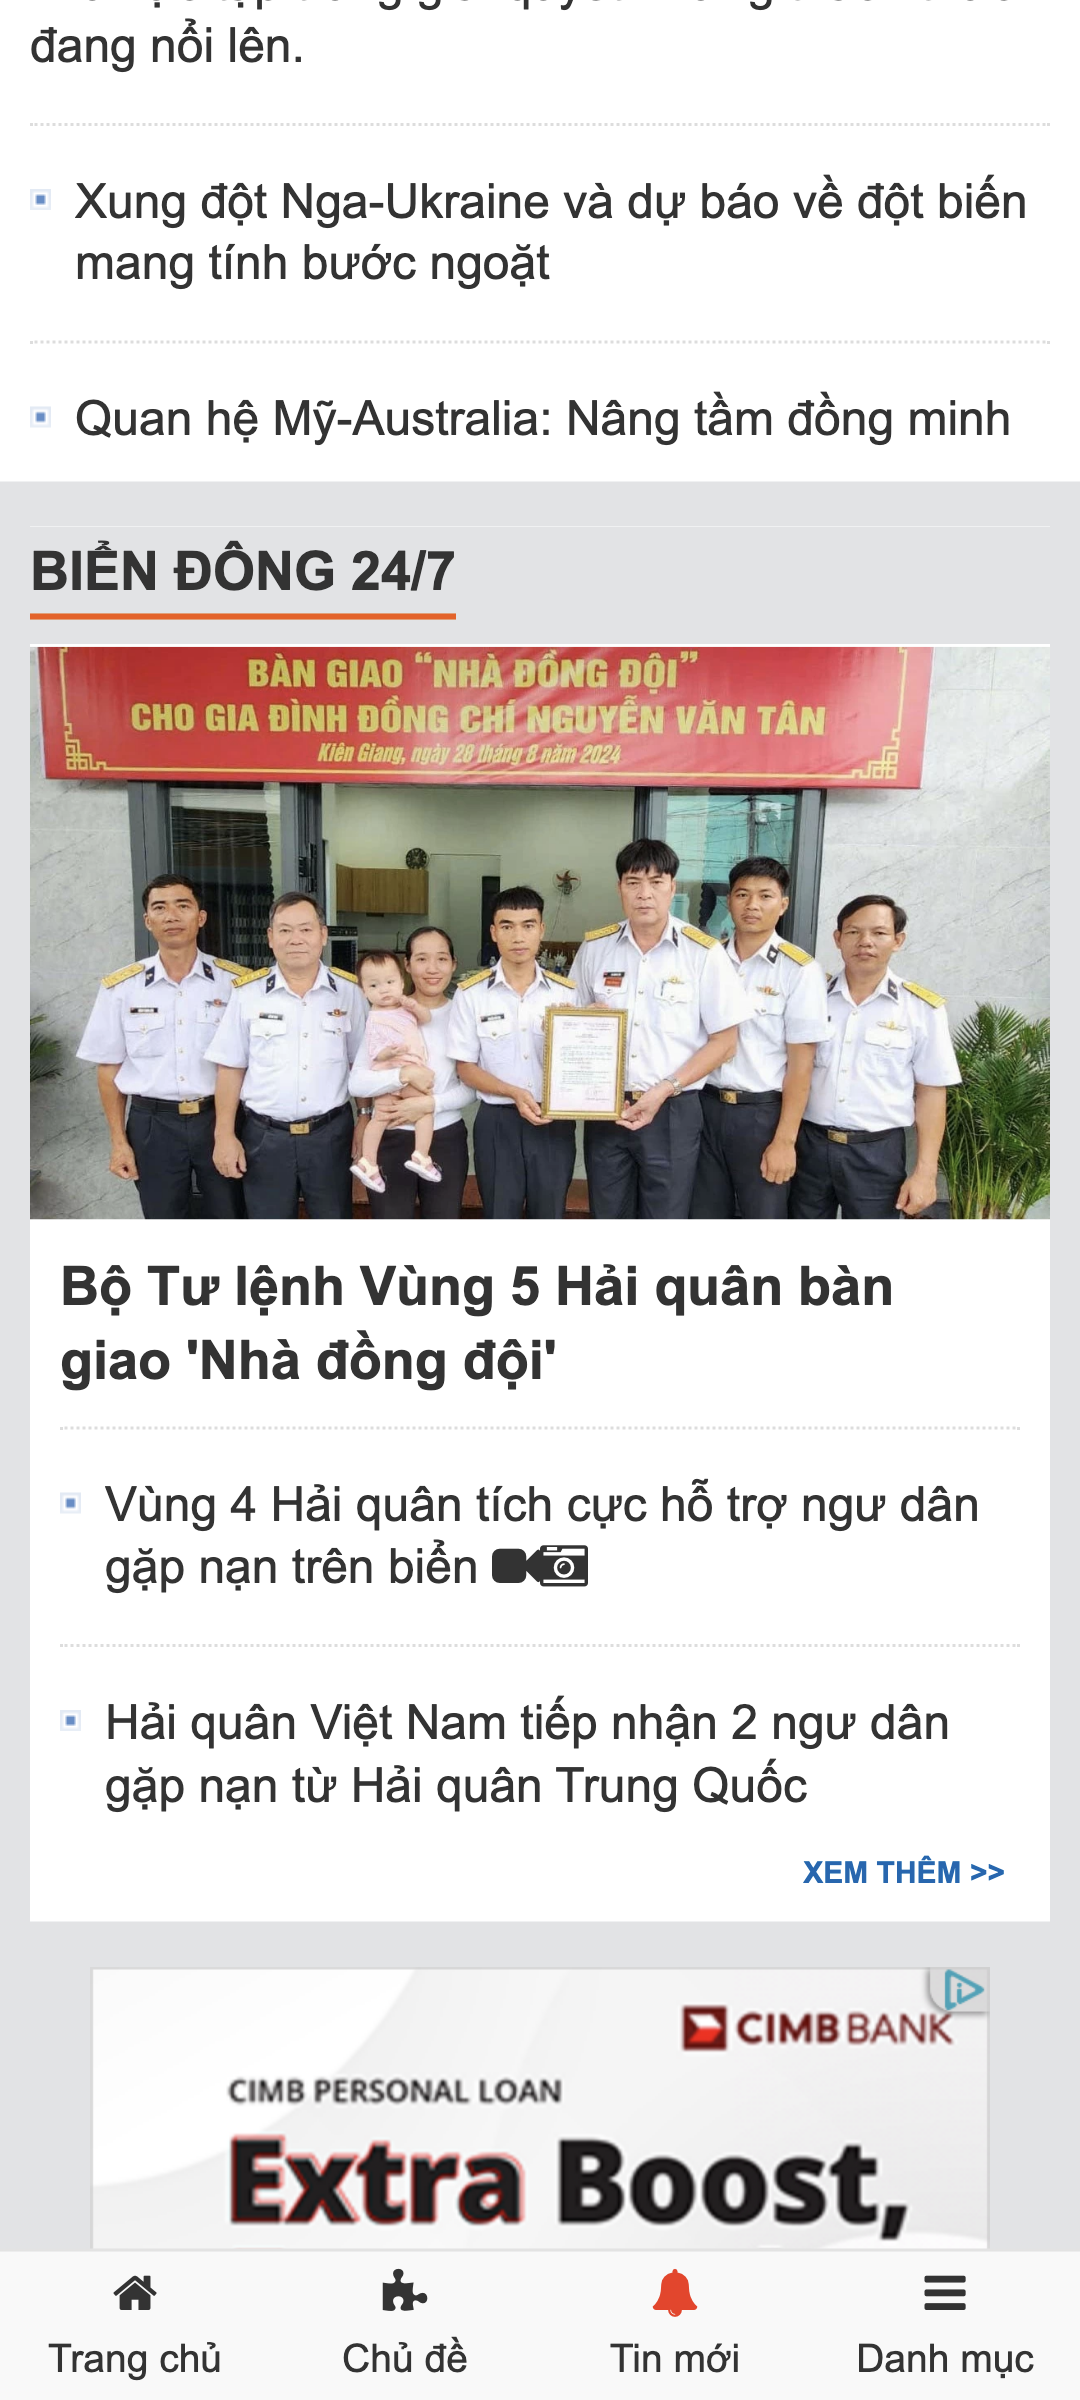 đang nổi lên.
Xung đột Nga-Ukraine và dự báo về đột biến
mang tính bước ngoặt
Quan hệ Mỹ-Australia: Nâng tầm đồng minh
BIỂN ĐÔNG 24/7
BÀN GIAO “NHÀ ĐỒNG ĐỘI”
CHO GIA ĐÌNH ĐỒNG CHÍ NGUYỄN VĂN TÂN
Kiên Giang, ngày 28 tháng 8 năm 2024
Bộ Tư lệnh Vùng 5 Hải quân bàn
giao 'Nhà đồng đội'
Vùng 4 Hải quân tích cực hỗ trợ ngư dân
gặp nạn trên biển
Hải quân Việt Nam tiếp nhận 2 ngư dân
gặp nạn từ Hải quân Trung Quốc
XEM THÊM >>
CIMB BANK
CIMB PERSONAL LOAN
Extra Boost,
Trang chủ
Chủ đề
Tin mới
Danh mục